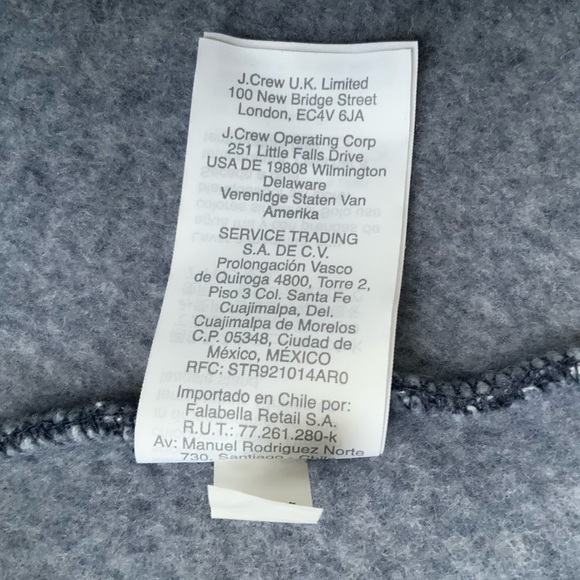 J.Crew U.K. Limited
100 New Bridge Street
London, EC4V 6JA
J.Crew Operating Corp
251 Little Falls Drive
USA DE 19808 Wilmington
Delaware
Verenidge Staten Van
Amerika
SERVICE TRADING
S.A. DE C.V.
Prolongación Vasco
de Quiroga 4800, Torre 2,
Piso 3 Col. Santa Fe
Cuajimalpa, Del.
Cuajimalpa de Morelos
C.P. 05348, Ciudad de
México, MÉXICO
RFC: STR921014AR0
Importado en Chile por:
Falabella Retail S.A.
R.U.T.: 77.261.280-k
Av: Manuel Rodriguez Norte
730, Santiago - Chile